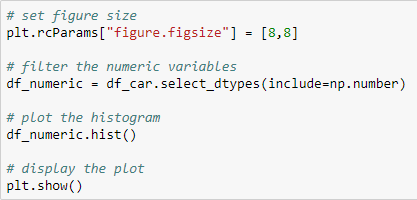 # set figure size
plt.rcParams["figure.figsize"] = [8,8]
# filter the numeric variables
df_numeric = df_car.select_dtypes(include=np.number)
# plot the histogram
df_numeric.hist()
# display the plot
plt.show()